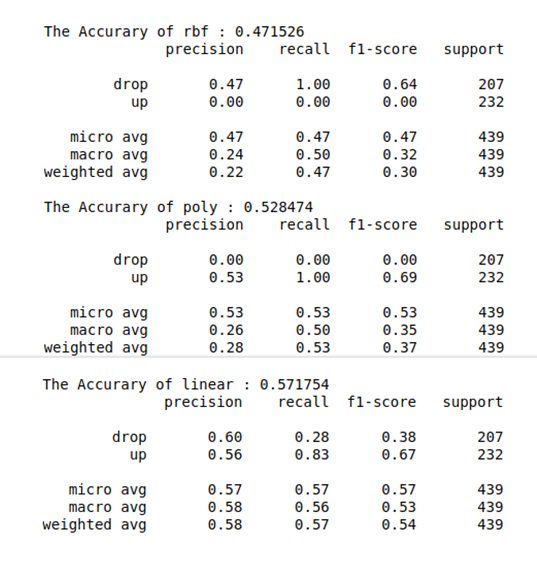 The Accurary of rbf : 0.471526
precision recall f1-score support
drop 0.47 1.00 0.64 207
up 0.00 0.00 0.00 232
micro avg 0.47 0.47 0.47 439
macro avg 0.24 0.50 0.32 439
weighted avg 0.22 0.47 0.30 439
The Accurary of poly : 0.528474
precision recall f1-score support
drop 0.00 0.00 0.00 207
up 0.53 1.00 0.69 232
micro avg 0.53 0.53 0.53 439
macro avg 0.26 0.50 0.35 439
weighted avg 0.28 0.53 0.37 439
The Accurary of linear : 0.571754
precision recall f1-score support
drop 0.60 0.28 0.38 207
up 0.56 0.83 0.67 232
micro avg 0.57 0.57 0.57 439
macro avg 0.58 0.56 0.53 439
weighted avg 0.58 0.57 0.54 439